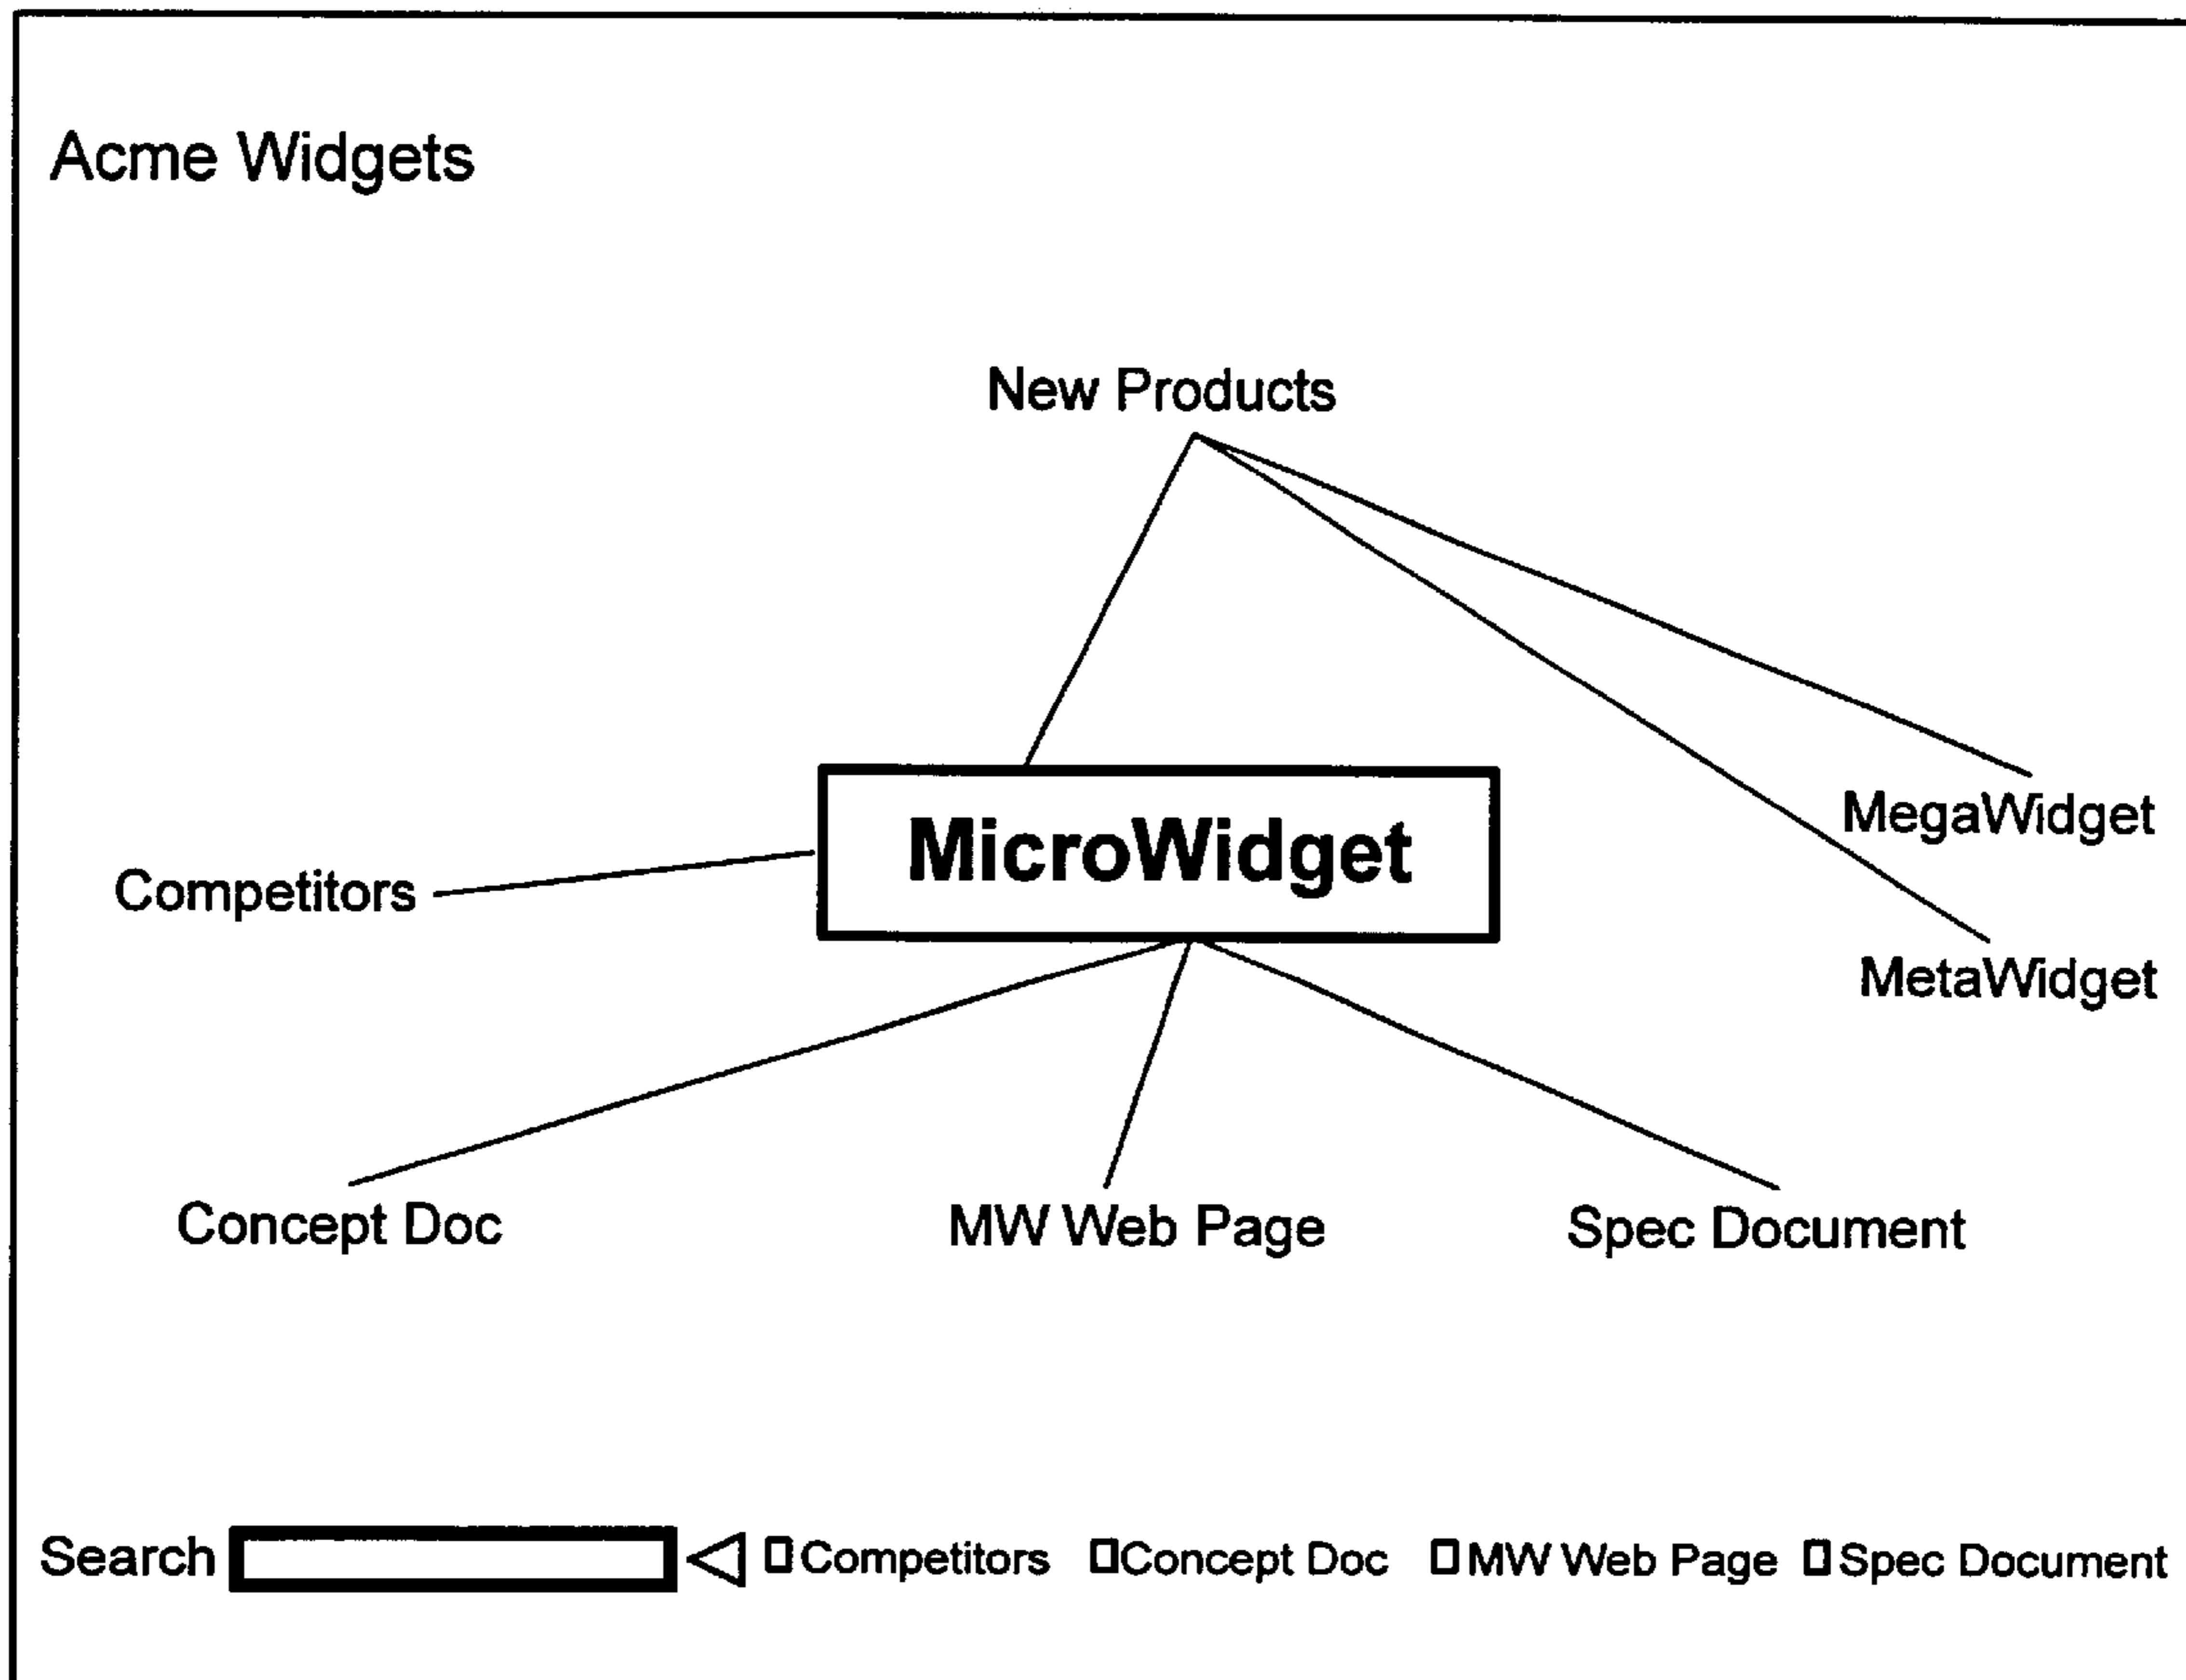 Acme Widgets
New Products
MegaWidget
MicroWidget
Competitors
MetaWidget
Concept Doc
MW Web Page
Spec Document
Search
Competitors
Concept Doc
MW Web Page
Spec Document